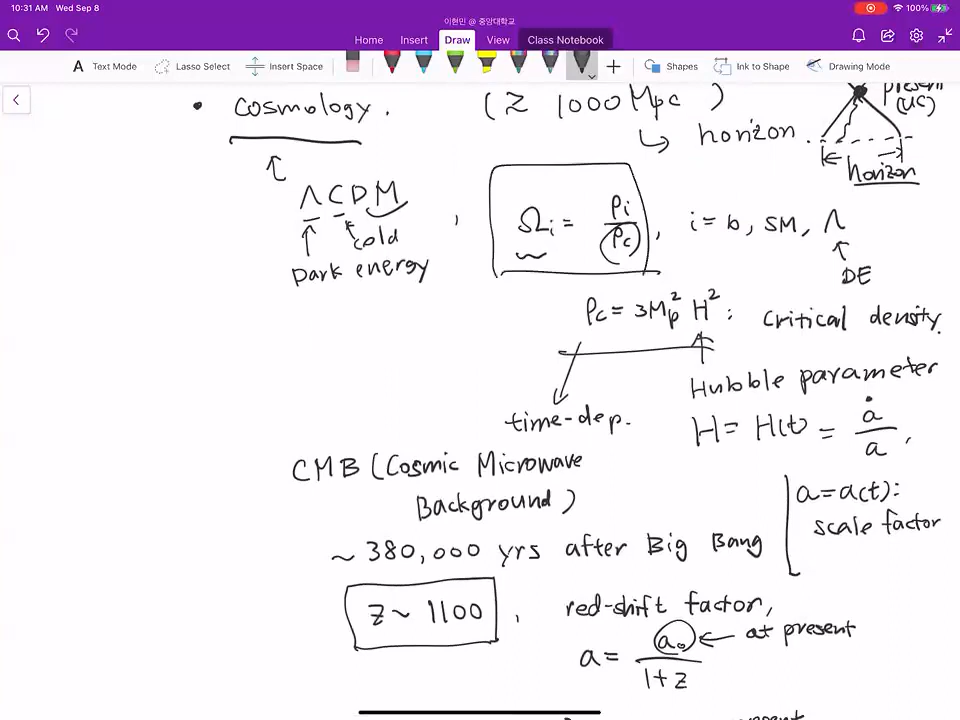 10:31 AM Wed Sep 8
100%
이현민 @ 중앙대학교
Home Insert Draw View Class Notebook
Text Mode Lasso Select Insert Space Shapes Ink to Shape Drawing Mode
• Cosmology. (≳ 1000 Mpc) present (us)
↳ horizon. horizon
ΛCDM, Ωi = ρi/ρc, i = b, SM, Λ
cold
Dark energy DE
ρc = 3Mp² H² : critical density.
Hubble parameter
time-dep. H = H(t) = ȧ/a,
CMB (Cosmic Microwave
Background) a = a(t):
scale factor
~ 380,000 yrs after Big Bang
z ~ 1100, red-shift factor,
a = a₀/1+z ← at present